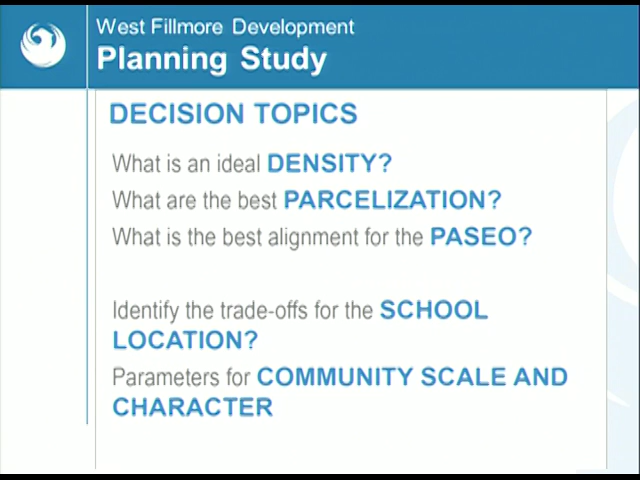 West Fillmore Development
Planning Study
DECISION TOPICS
What is an ideal DENSITY?
What are the best PARCELIZATION?
What is the best alignment for the PASEO?
Identify the trade-offs for the SCHOOL
LOCATION?
Parameters for COMMUNITY SCALE AND
CHARACTER